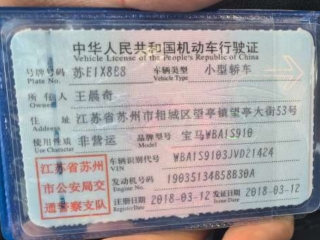 中华人民共和国机动车行驶证
Vehicle License of the People's Republic of China
号牌号码 苏E1X8E8 车辆类型 小型轿车
Plate No. Vehicle Type
所有人 王晨奇
Owner
住址 江苏省苏州市相城区望亭镇望亭大街53号
Address
使用性质 非营运 品牌型号 宝马WBA1S910
Use Character Model
江苏省苏州市公安局交通警察支队
车辆识别代号 WBA1S9103JVD21424
VIN
发动机号码 19035134B58B30A
Engine No.
注册日期 2018-03-12 发证日期 2018-03-12
Register Date Issue Date